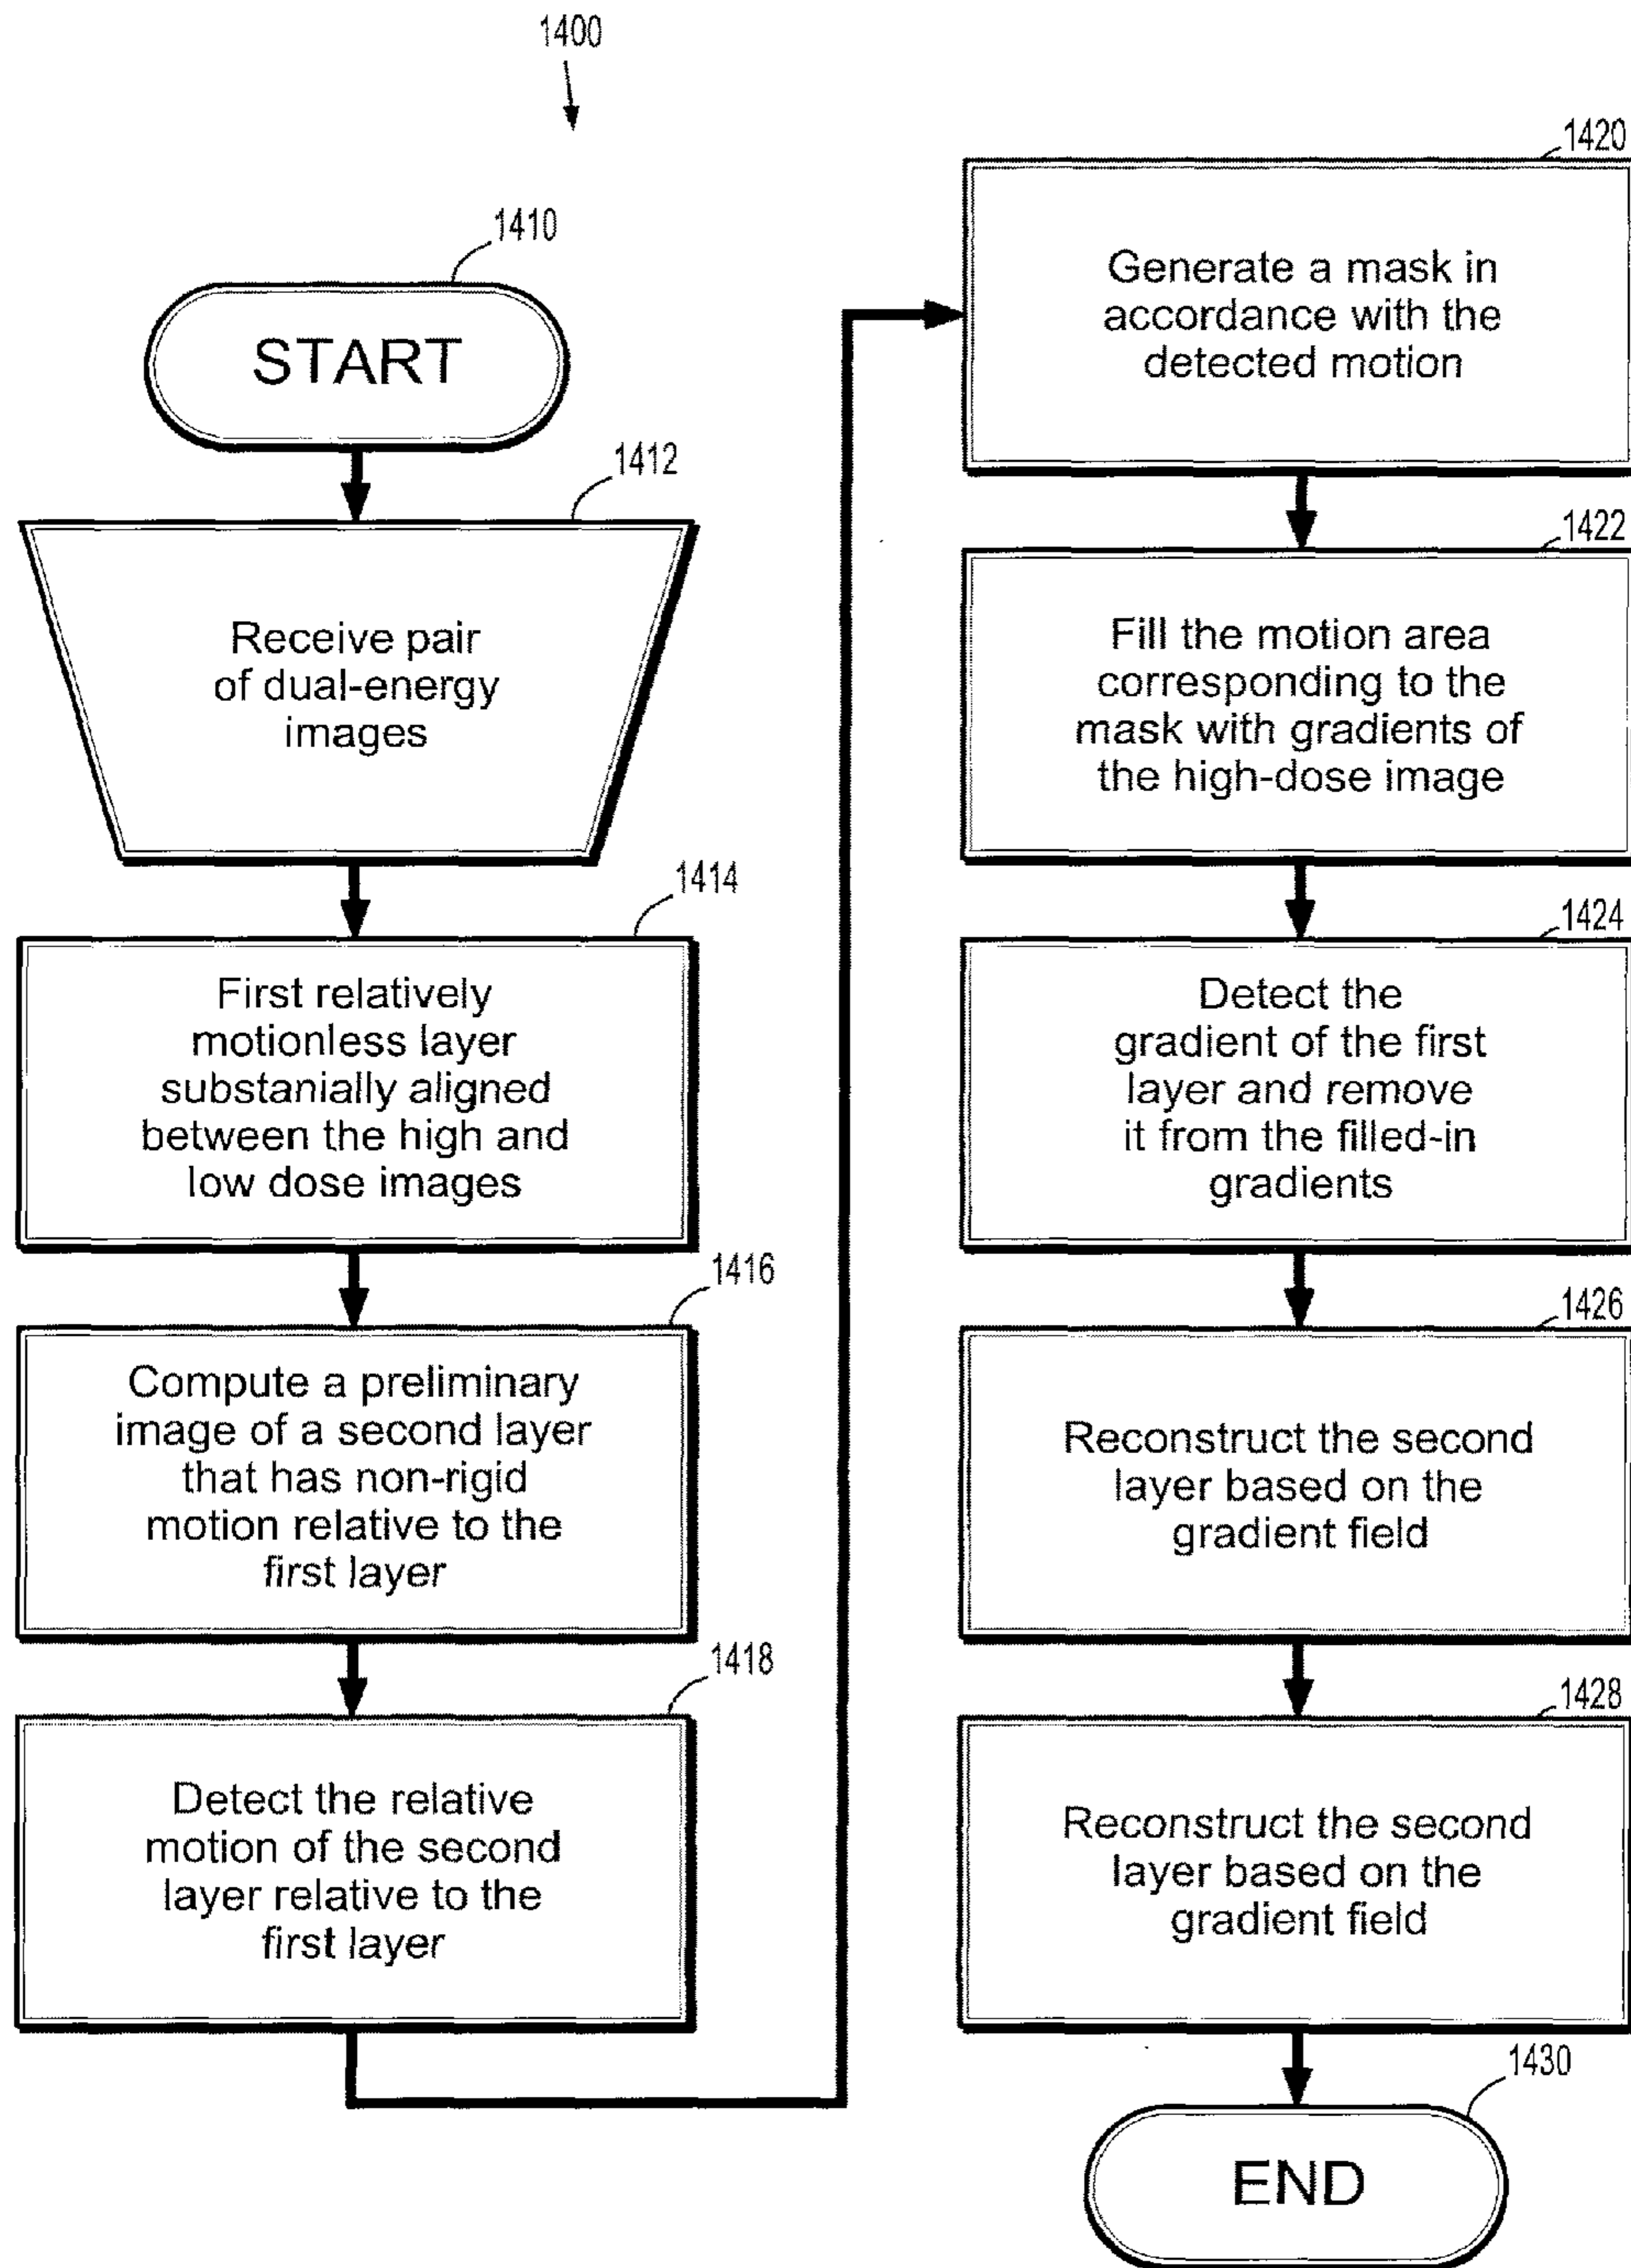 1400
1410
START
1412
Receive pair
of dual-energy
images
1414
First relatively
motionless layer
substanially aligned
between the high and
low dose images
1416
Compute a preliminary
image of a second layer
that has non-rigid
motion relative to the
first layer
1418
Detect the relative
motion of the second
layer relative to the
first layer
1420
Generate a mask in
accordance with the
detected motion
1422
Fill the motion area
corresponding to the
mask with gradients of
the high-dose image
1424
Detect the
gradient of the first
layer and remove
it from the filled-in
gradients
1426
Reconstruct the second
layer based on the
gradient field
1428
Reconstruct the second
layer based on the
gradient field
1430
END